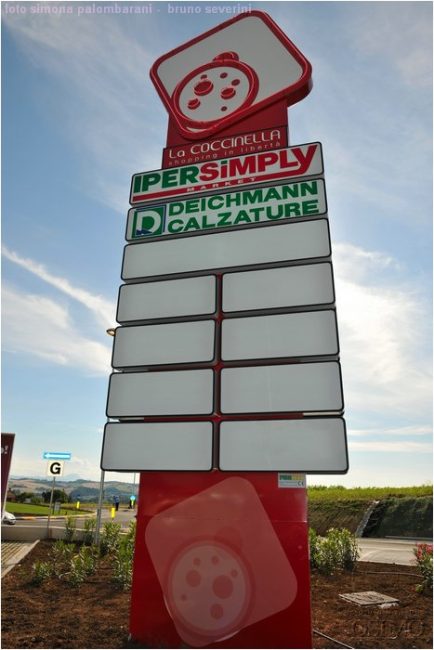 foto simona palombarani - bruno severini
La COCCINELLA
shopping in libertà
IPERSiMPLY
MARKET
DEICHMANN
CALZATURE
G